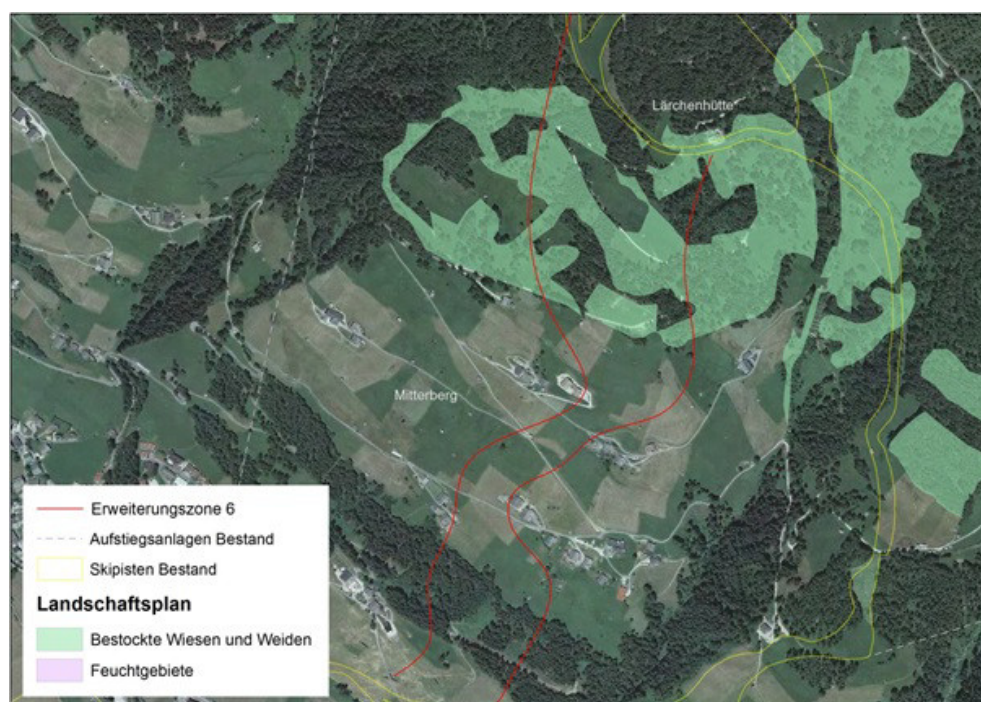 Lärchenhütte
Mitterberg
Erweiterungszone 6
Aufstiegsanlagen Bestand
Skipisten Bestand
Landschaftsplan
Bestockte Wiesen und Weiden
Feuchtgebiete